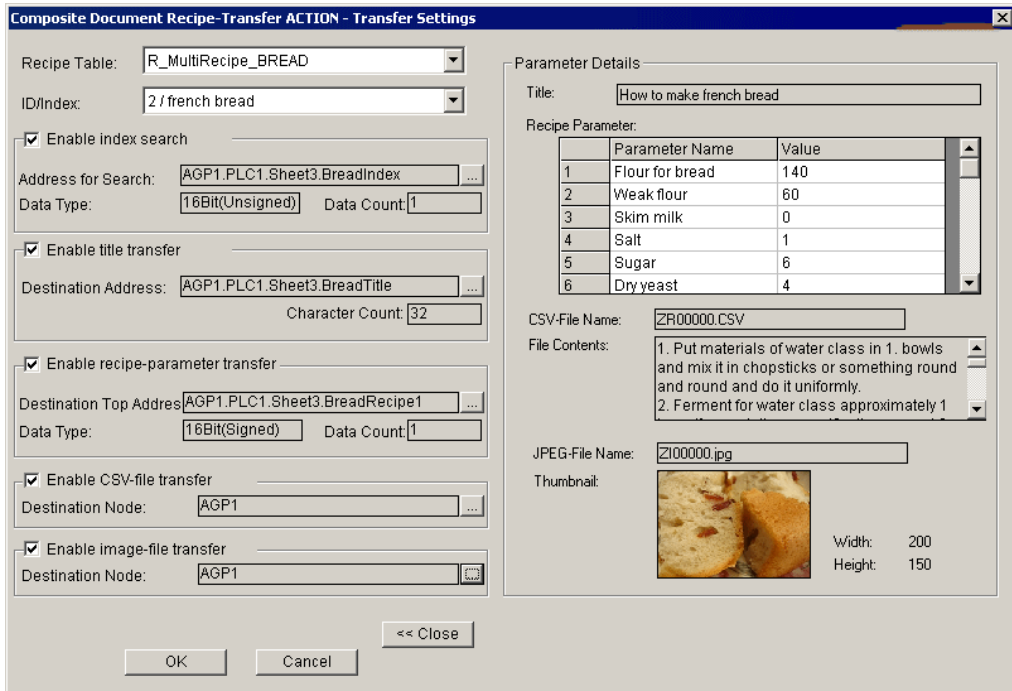 Composite Document Recipe-Transfer ACTION - Transfer Settings
Recipe Table: R_MultiRecipe_BREAD
ID/Index: 2 / french bread
Enable index search
Address for Search: AGP1.PLC1.Sheet3.BreadIndex ...
Data Type: 16Bit(Unsigned) Data Count: 1
Enable title transfer
Destination Address: AGP1.PLC1.Sheet3.BreadTitle ...
Character Count: 32
Enable recipe-parameter transfer
Destination Top Addres AGP1.PLC1.Sheet3.BreadRecipe1 ...
Data Type: 16Bit(Signed) Data Count: 1
Enable CSV-file transfer
Destination Node: AGP1 ...
Enable image-file transfer
Destination Node: AGP1 ...
<< Close
OK Cancel
Parameter Details
Title: How to make french bread
Recipe Parameter:
Parameter Name Value
1 Flour for bread 140
2 Weak flour 60
3 Skim milk 0
4 Salt 1
5 Sugar 6
6 Dry yeast 4
CSV-File Name: ZR00000.CSV
File Contents: 1. Put materials of water class in 1. bowls
and mix it in chopsticks or something round
and round and do it uniformly.
2. Ferment for water class approximately 1
JPEG-File Name: ZI00000.jpg
Thumbnail:
Width: 200
Height: 150